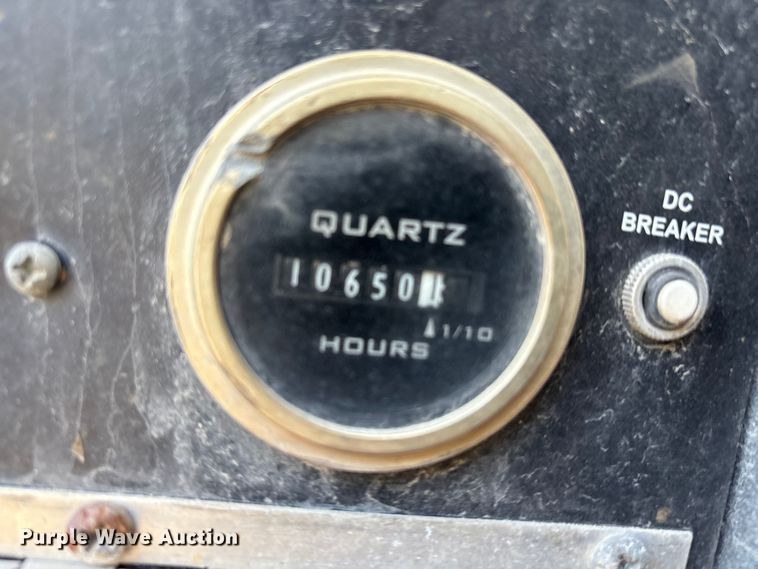 DC
BREAKER
QUARTZ
10650
1/10
HOURS
Purple Wave Auction